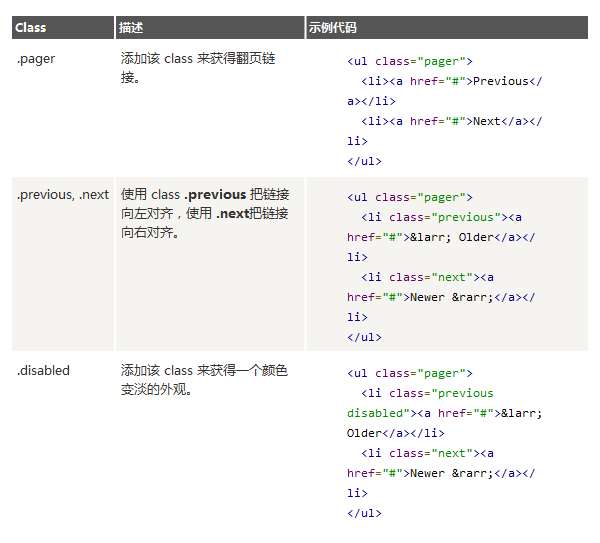 Class 描述 示例代码
.pager
添加该 class 来获得翻页链
接。
<ul class="pager">
  <li><a href="#">Previous</
a></li>
  <li><a href="#">Next</a></
li>
</ul>
.previous, .next
使用 class .previous 把链接
向左对齐，使用 .next把链接
向右对齐。
<ul class="pager">
  <li class="previous"><a
href="#">&larr; Older</a></
li>
  <li class="next"><a
href="#">Newer &rarr;</a></
li>
</ul>
.disabled
添加该 class 来获得一个颜色
变淡的外观。
<ul class="pager">
  <li class="previous
disabled"><a href="#">&larr;
Older</a></li>
  <li class="next"><a
href="#">Newer &rarr;</a></
li>
</ul>